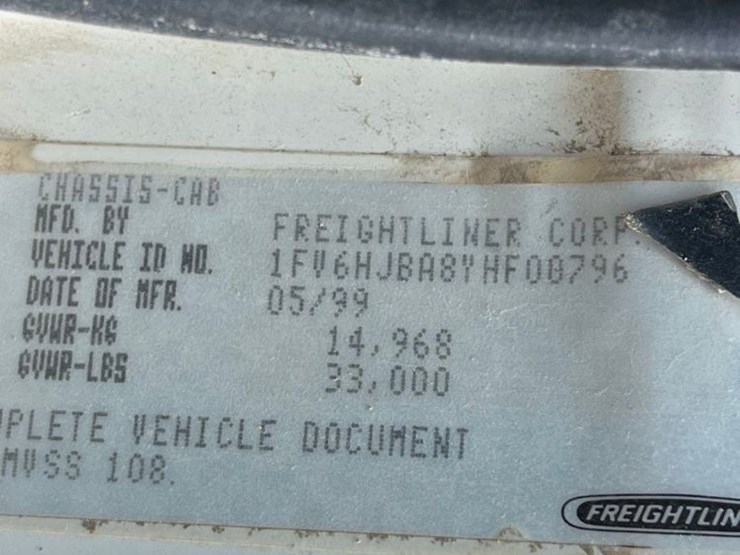 CHASSIS-CAB
MFD. BY FREIGHTLINER CORP.
VEHICLE ID NO. 1FV6HJBA8YHF00796
DATE OF MFR. 05/99
GVWR-KG 14,968
GVWR-LBS 33,000
MPLETE VEHICLE DOCUMENT
MVSS 108.
FREIGHTLIN